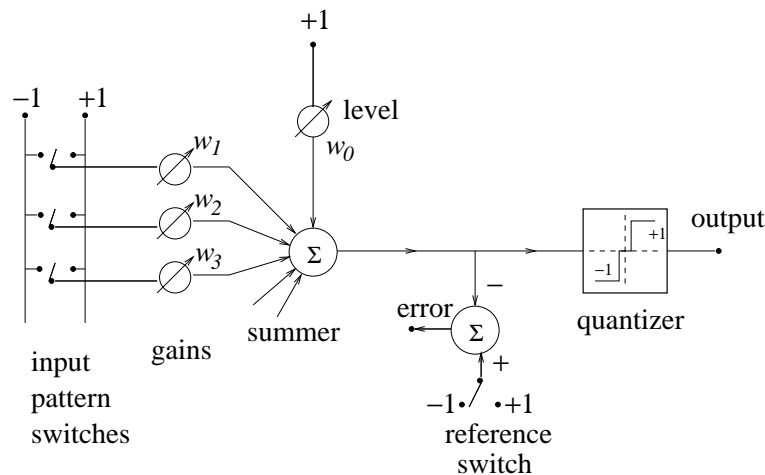 +1
−1 +1
level
w0
w1
w2
w3
Σ
summer
gains
input
pattern
switches
−
error
Σ
+
−1 +1
reference
switch
+1
−1
quantizer
output